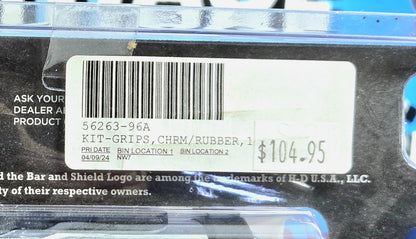 ASK YOUR
DEALER A
PRODUCT
56263-96A
KIT-GRIPS,CHRM/RUBBER,1
PRI DATE BIN LOCATION 1 BIN LOCATION 2
04/09/24 NW7
$104.95
d the Bar and Shield Logo are among the trademarks of H-D U.S.A., LLC.
ty of their respective owners.